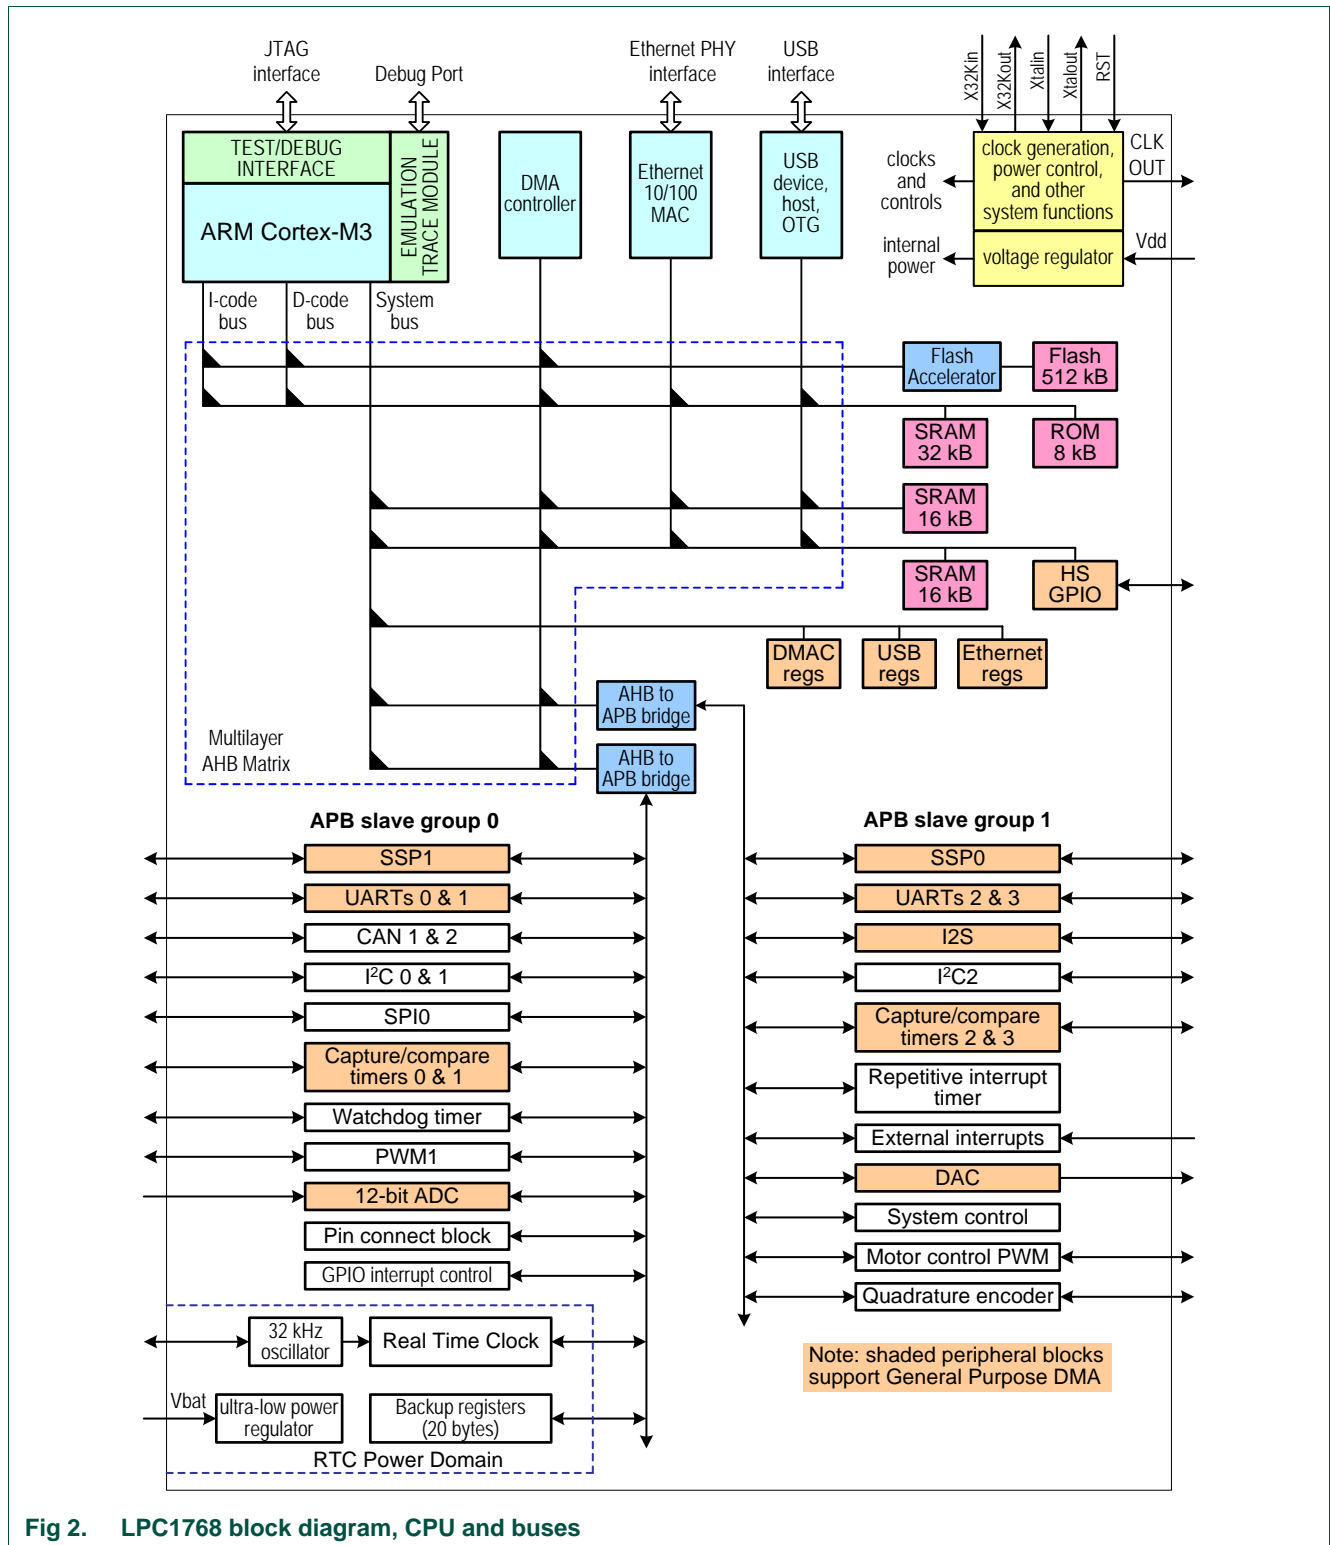 JTAG
interface
Debug Port
Ethernet PHY
interface
USB
interface
X32Kin
X32Kout
Xtalin
Xtalout
RST
TEST/DEBUG
INTERFACE
ARM Cortex-M3
EMULATION
TRACE MODULE
DMA
controller
Ethernet
10/100
MAC
USB
device,
host,
OTG
clocks
and
controls
clock generation,
power control,
and other
system functions
CLK
OUT
internal
power
voltage regulator
Vdd
I-code
bus
D-code
bus
System
bus
Flash
Accelerator
Flash
512 kB
SRAM
32 kB
ROM
8 kB
SRAM
16 kB
SRAM
16 kB
HS
GPIO
DMAC
regs
USB
regs
Ethernet
regs
AHB to
APB bridge
Multilayer
AHB Matrix
AHB to
APB bridge
APB slave group 0
SSP1
UARTs 0 & 1
CAN 1 & 2
I²C 0 & 1
SPI0
Capture/compare
timers 0 & 1
Watchdog timer
PWM1
12-bit ADC
Pin connect block
GPIO interrupt control
32 kHz
oscillator
Real Time Clock
Vbat
ultra-low power
regulator
Backup registers
(20 bytes)
RTC Power Domain
APB slave group 1
SSP0
UARTs 2 & 3
I2S
I²C2
Capture/compare
timers 2 & 3
Repetitive interrupt
timer
External interrupts
DAC
System control
Motor control PWM
Quadrature encoder
Note: shaded peripheral blocks
support General Purpose DMA
Fig 2. LPC1768 block diagram, CPU and buses